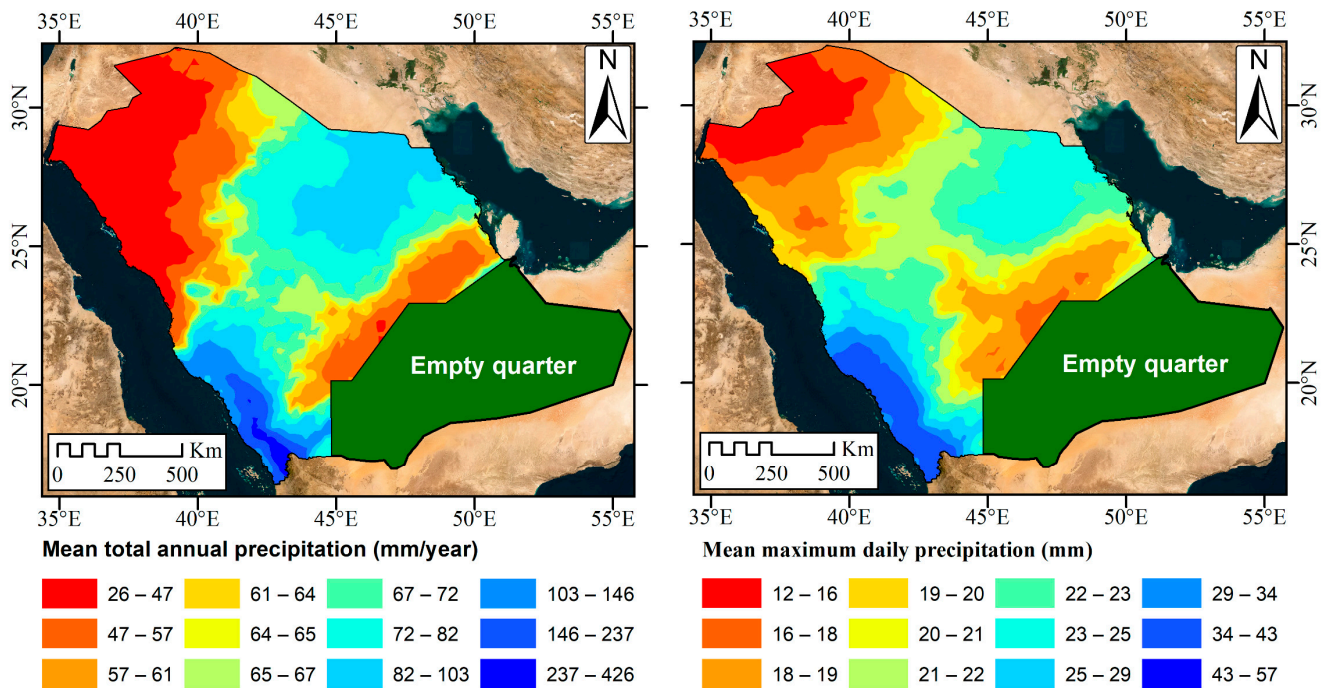 35°E 40°E 45°E 50°E 55°E
35°E 40°E 45°E 50°E 55°E
N
N
30°N
30°N
25°N
25°N
20°N
20°N
Empty quarter
Empty quarter
Km
0 250 500
Km
0 250 500
35°E 40°E 45°E 50°E 55°E
35°E 40°E 45°E 50°E 55°E
Mean total annual precipitation (mm/year)
26 – 47 61 – 64 67 – 72 103 – 146
47 – 57 64 – 65 72 – 82 146 – 237
57 – 61 65 – 67 82 – 103 237 – 426
Mean maximum daily precipitation (mm)
12 – 16 19 – 20 22 – 23 29 – 34
16 – 18 20 – 21 23 – 25 34 – 43
18 – 19 21 – 22 25 – 29 43 – 57